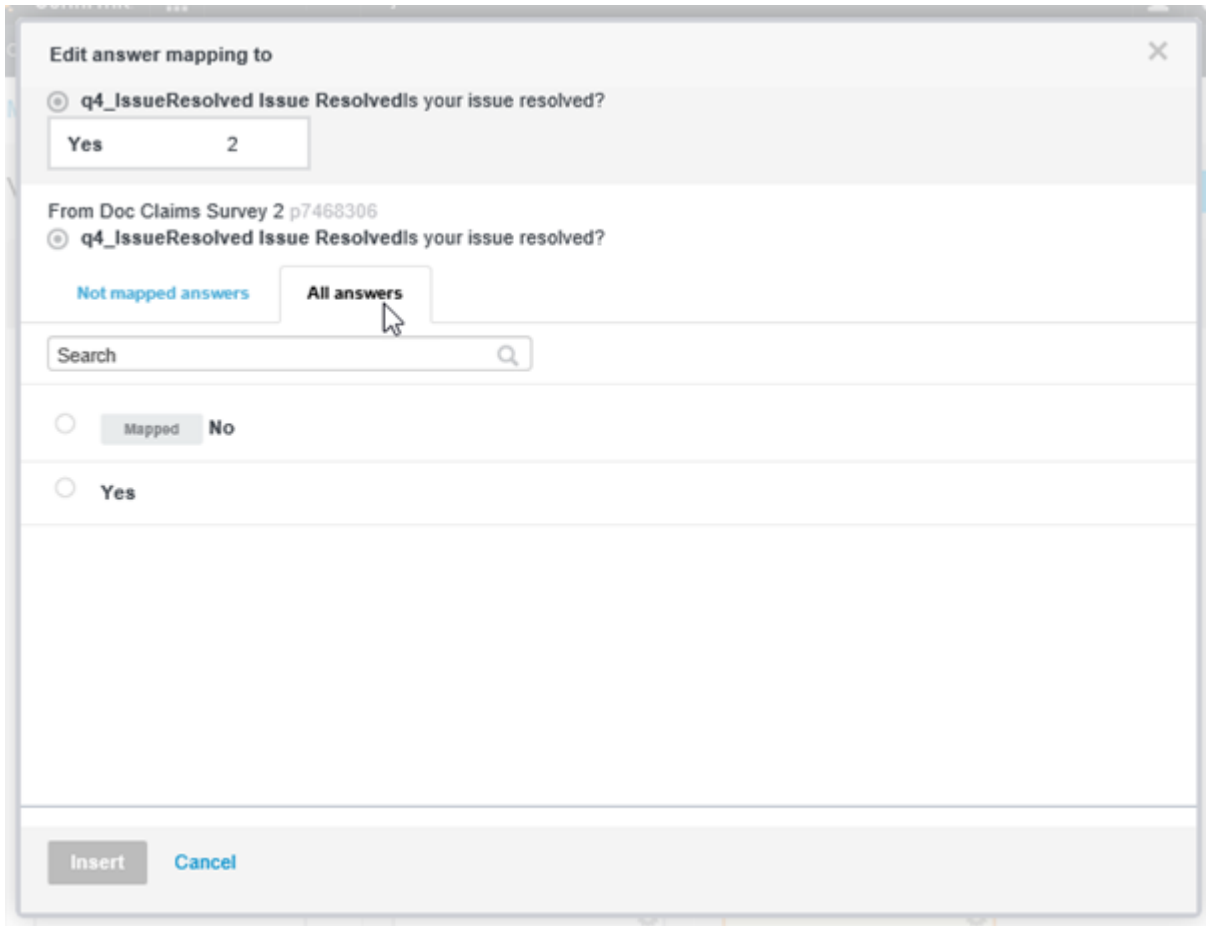 Edit answer mapping to
q4_IssueResolved Issue ResolvedIs your issue resolved?
Yes 2
From Doc Claims Survey 2 p7468306
q4_IssueResolved Issue ResolvedIs your issue resolved?
Not mapped answers All answers
Search
Mapped No
Yes
Insert Cancel